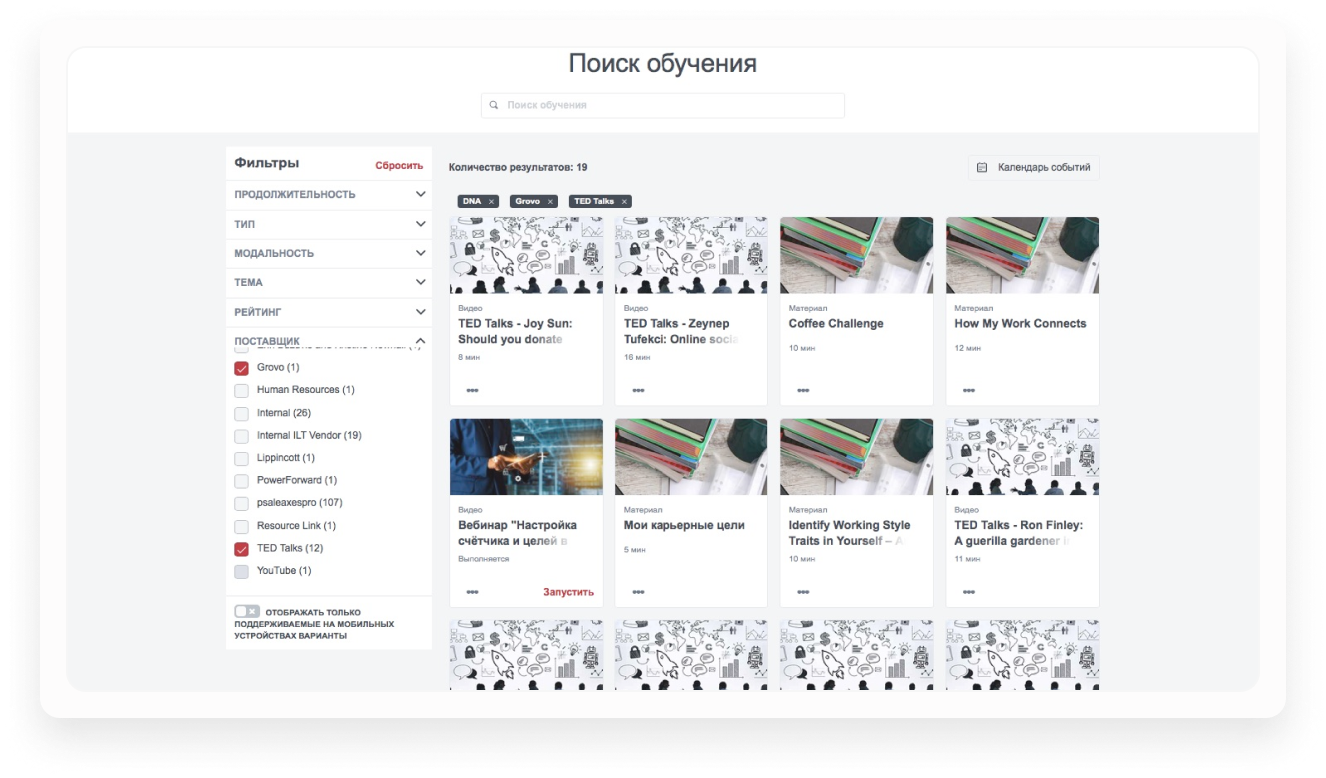 Поиск обучения
Поиск обучения
Фильтры
Сбросить
ПРОДОЛЖИТЕЛЬНОСТЬ
ТИП
МОДАЛЬНОСТЬ
ТЕМА
РЕЙТИНГ
ПОСТАВЩИК
Grovo (1)
Human Resources (1)
Internal (26)
Internal ILT Vendor (19)
Lippincott (1)
PowerForward (1)
psaleaxespro (107)
Resource Link (1)
TED Talks (12)
YouTube (1)
ОТОБРАЖАТЬ ТОЛЬКО
ПОДДЕРЖИВАЕМЫЕ НА МОБИЛЬНЫХ
УСТРОЙСТВАХ ВАРИАНТЫ
Количество результатов: 19
Календарь событий
DNA ×
Grovo ×
TED Talks ×
Видео
TED Talks - Joy Sun:
Should you donate
8 мин
Видео
TED Talks - Zeynep
Tufekci: Online socia
16 мин
Материал
Coffee Challenge
10 мин
Материал
How My Work Connects
12 мин
Видео
Вебинар "Настройка
счётчика и целей в
Выполняется
Запустить
Материал
Мои карьерные цели
5 мин
Материал
Identify Working Style
Traits in Yourself – A
10 мин
Видео
TED Talks - Ron Finley:
A guerilla gardener i
11 мин